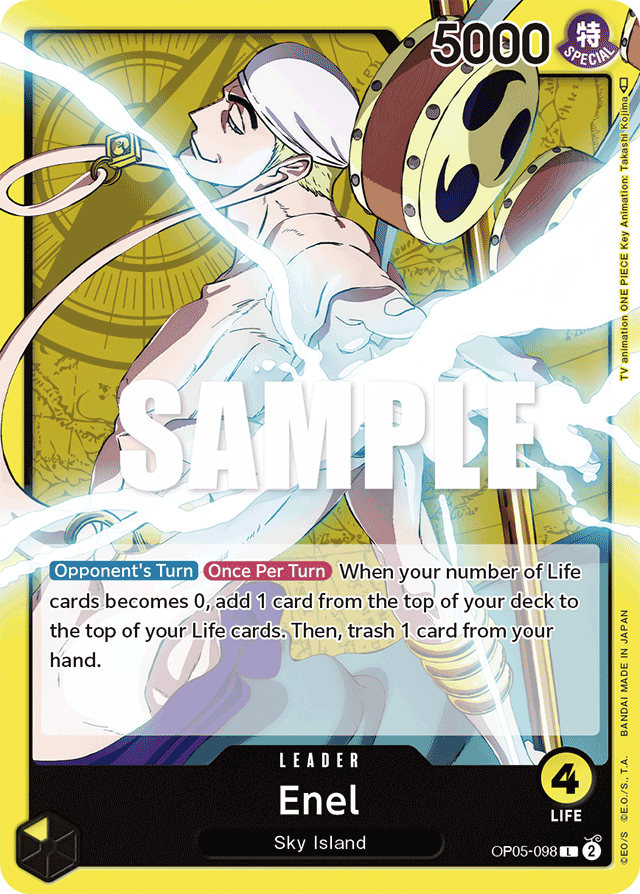 5000
特
SPECIAL
TV animation ONE PIECE Key Animation: Takashi Kojima
SAMPLE
Opponent's Turn Once Per Turn When your number of Life
cards becomes 0, add 1 card from the top of your deck to
the top of your Life cards. Then, trash 1 card from your
hand.
LEADER
Enel
Sky Island
4
LIFE
OP05-098 L 2
©EO/S ©E.O./S., T.A. BANDAI MADE IN JAPAN